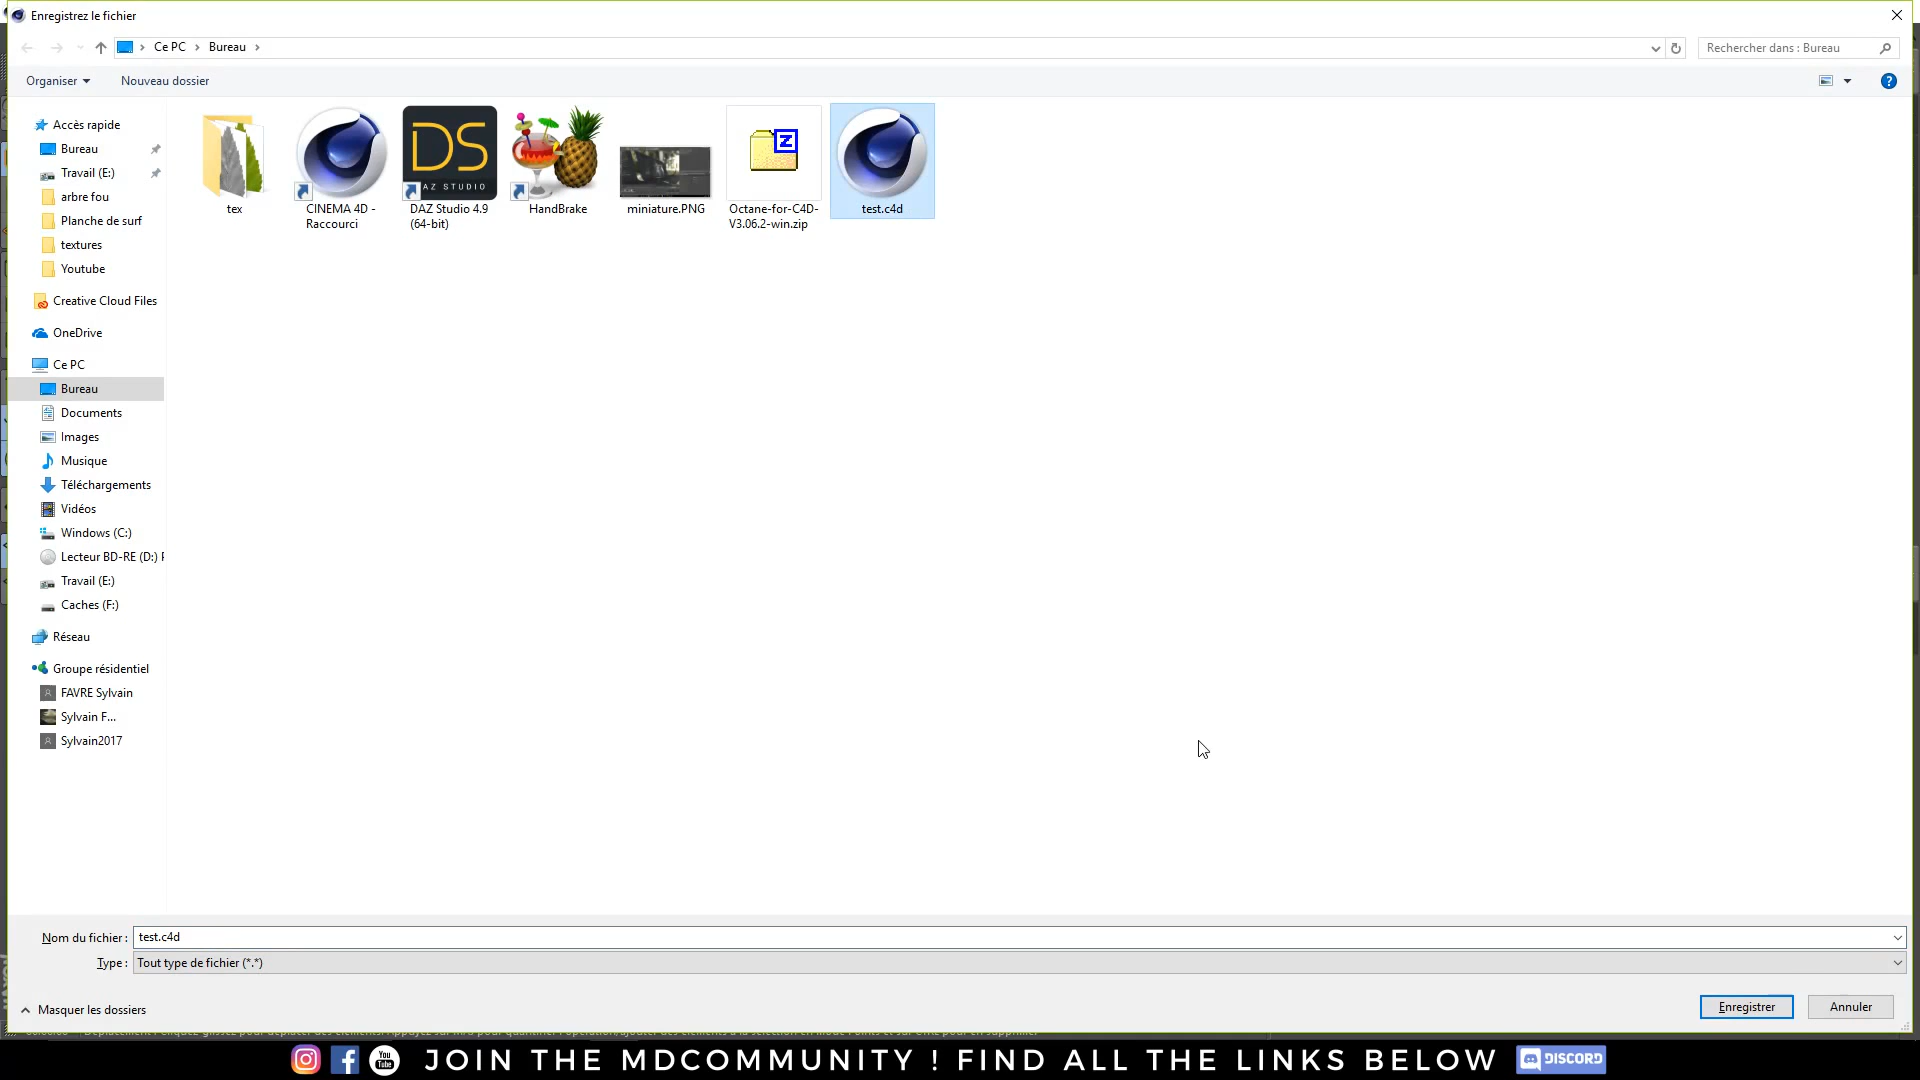 Enregistrez le fichier
Ce PC
Bureau
Rechercher dans : Bureau
Organiser
Nouveau dossier
Accès rapide
Bureau
Travail (E:)
arbre fou
Planche de surf
textures
Youtube
Creative Cloud Files
OneDrive
Ce PC
Bureau
Documents
Images
Musique
Téléchargements
Vidéos
Windows (C:)
Lecteur BD-RE (D:)
Travail (E:)
Caches (F:)
Réseau
Groupe résidentiel
FAVRE Sylvain
Sylvain F...
Sylvain2017
tex
CINEMA 4D -
Raccourci
DS
AZ STUDIO
DAZ Studio 4.9
(64-bit)
HandBrake
miniature.PNG
Z
Octane-for-C4D-
V3.06.2-win.zip
test.c4d
Nom du fichier :
test.c4d
Type :
Tout type de fichier (*.*)
Masquer les dossiers
Enregistrer
Annuler
You
Tube
JOIN THE MDCOMMUNITY ! FIND ALL THE LINKS BELOW
DISCORD